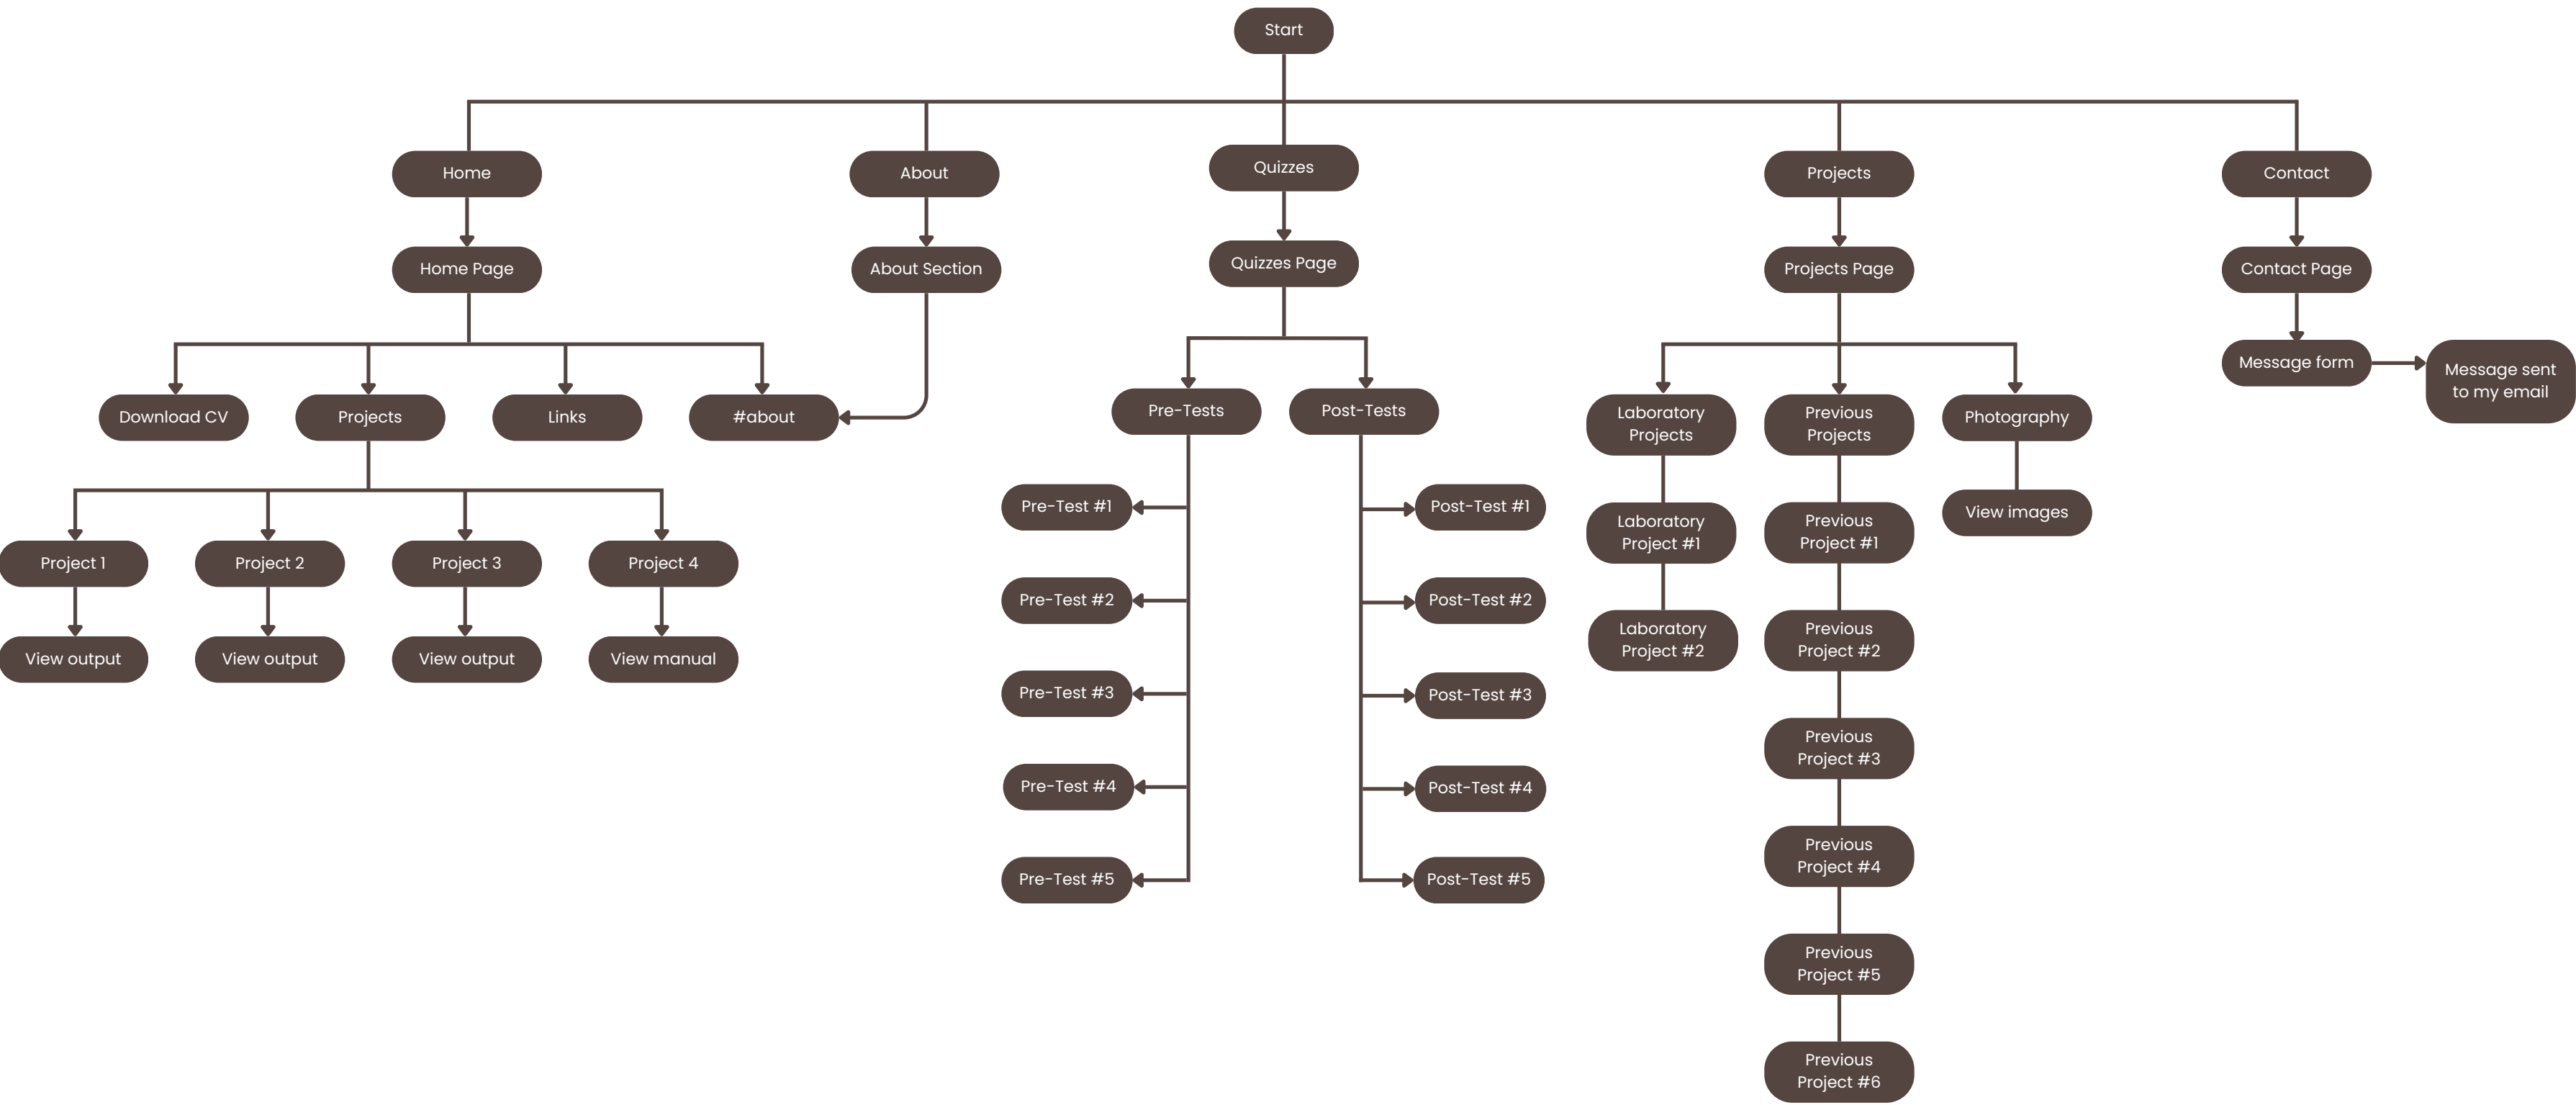 Start
Home
About
Quizzes
Projects
Contact
Home Page
About Section
Quizzes Page
Projects Page
Contact Page
Message form
Message sent
to my email
Download CV
Projects
Links
#about
Pre-Tests
Post-Tests
Laboratory
Projects
Previous
Projects
Photography
Pre-Test #1
Post-Test #1
Laboratory
Project #1
Previous
Project #1
View images
Project 1
Project 2
Project 3
Project 4
Pre-Test #2
Post-Test #2
Laboratory
Project #2
Previous
Project #2
View output
View output
View output
View manual
Pre-Test #3
Post-Test #3
Previous
Project #3
Pre-Test #4
Post-Test #4
Previous
Project #4
Pre-Test #5
Post-Test #5
Previous
Project #5
Previous
Project #6